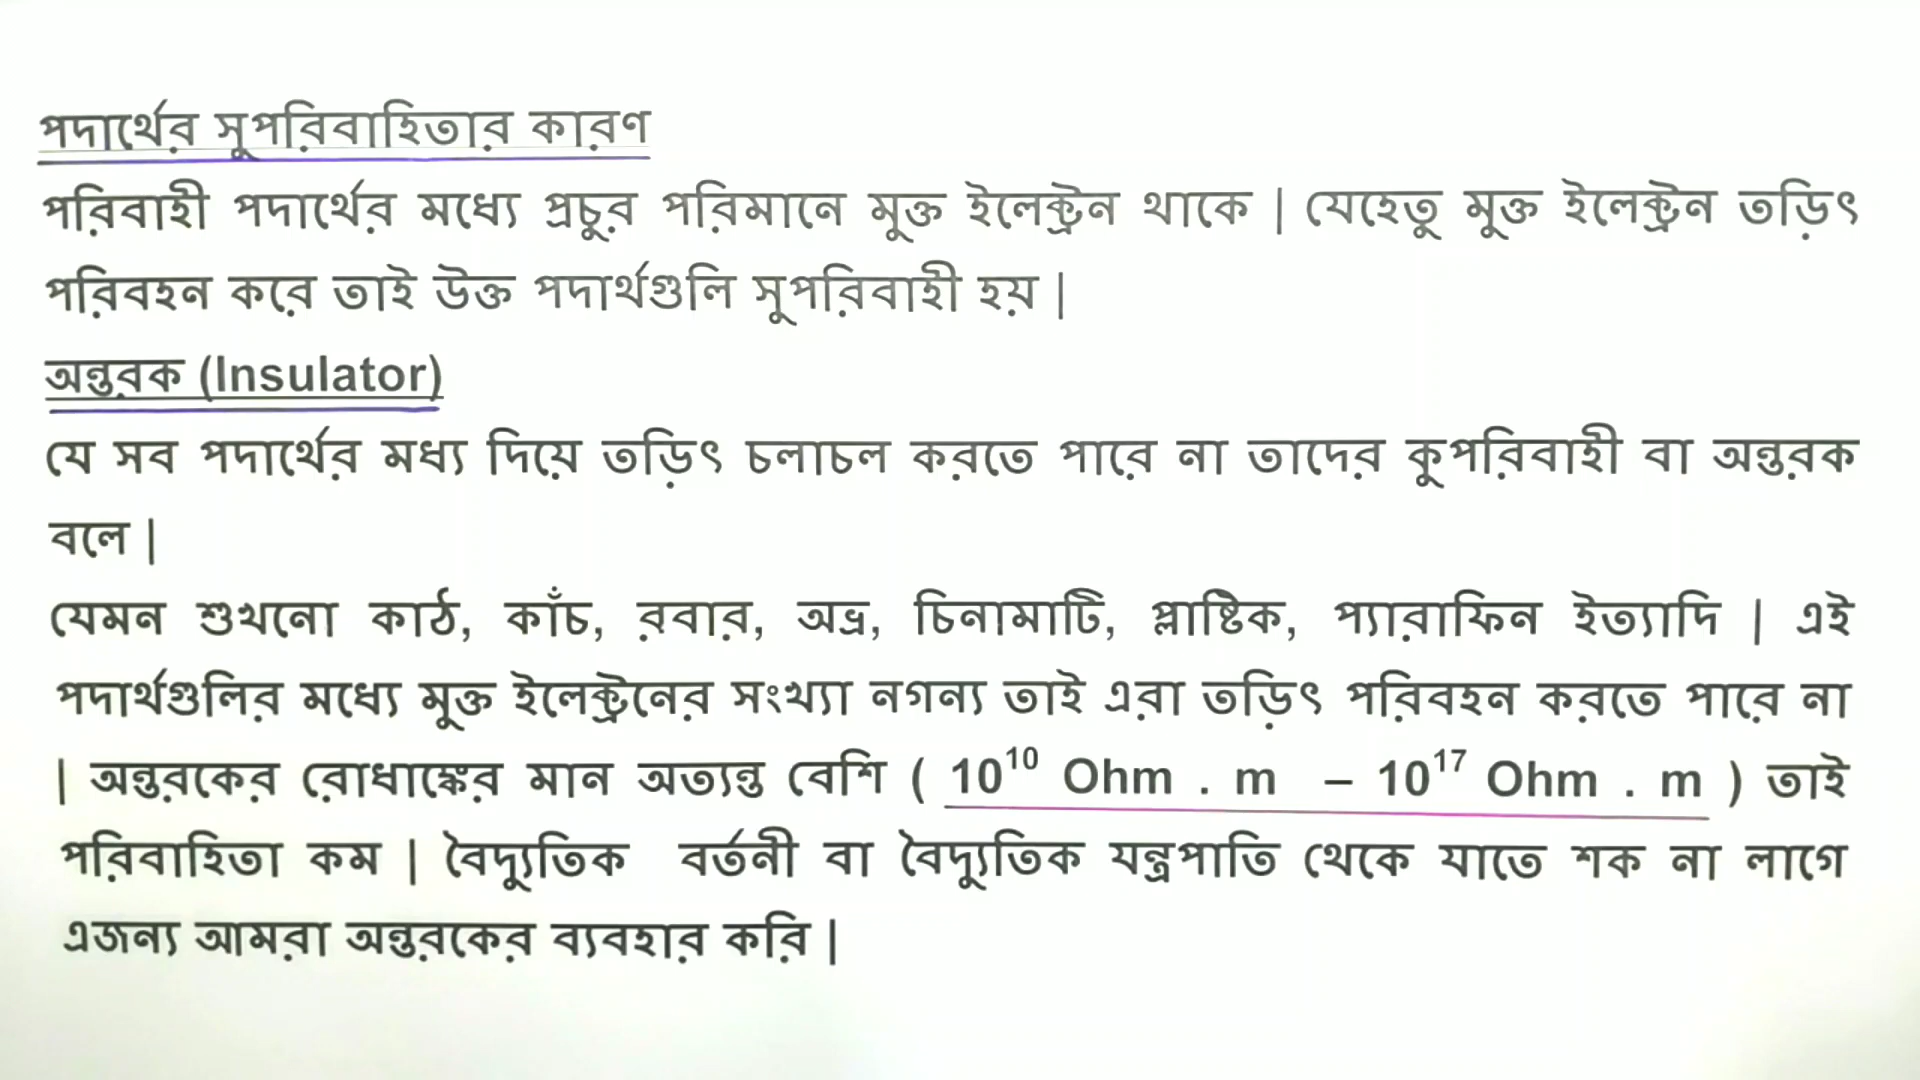 পদার্থের সুপরিবাহিতার কারণ
পরিবাহী পদার্থের মধ্যে প্রচুর পরিমানে মুক্ত ইলেক্ট্রন থাকে | যেহেতু মুক্ত ইলেক্ট্রন তড়িৎ
পরিবহন করে তাই উক্ত পদার্থগুলি সুপরিবাহী হয় |
অন্তরক (Insulator)
যে সব পদার্থের মধ্য দিয়ে তড়িৎ চলাচল করতে পারে না তাদের কুপরিবাহী বা অন্তরক
বলে |
যেমন শুখনো কাঠ, কাঁচ, রবার, অভ্র, চিনামাটি, প্লাষ্টিক, প্যারাফিন ইত্যাদি | এই
পদার্থগুলির মধ্যে মুক্ত ইলেক্ট্রনের সংখ্যা নগন্য তাই এরা তড়িৎ পরিবহন করতে পারে না
| অন্তরকের রোধাঙ্কের মান অত্যন্ত বেশি ( 10¹⁰ Ohm . m – 10¹⁷ Ohm . m ) তাই
পরিবাহিতা কম | বৈদ্যুতিক বর্তনী বা বৈদ্যুতিক যন্ত্রপাতি থেকে যাতে শক না লাগে
এজন্য আমরা অন্তরকের ব্যবহার করি |